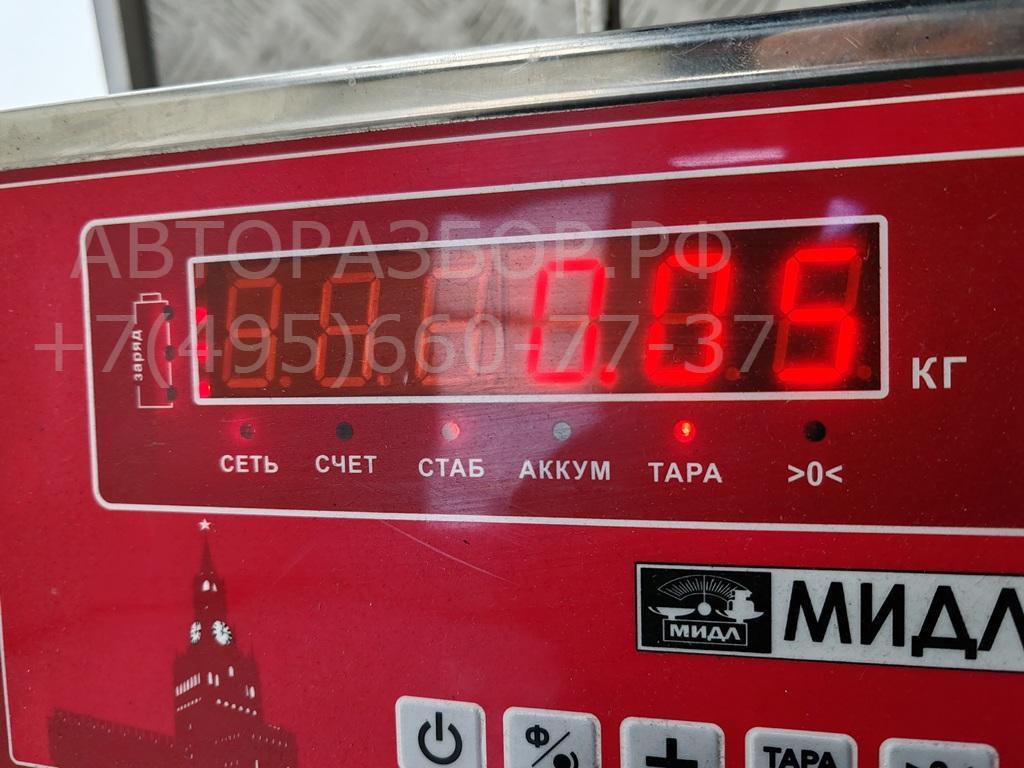 АВТОРАЗБОР.РФ
+7(495)660-77-37
заряд
0.05
КГ
СЕТЬ СЧЕТ СТАБ АККУМ ТАРА >0<
МИДЛ МИДЛ
Ф
+ ТАРА